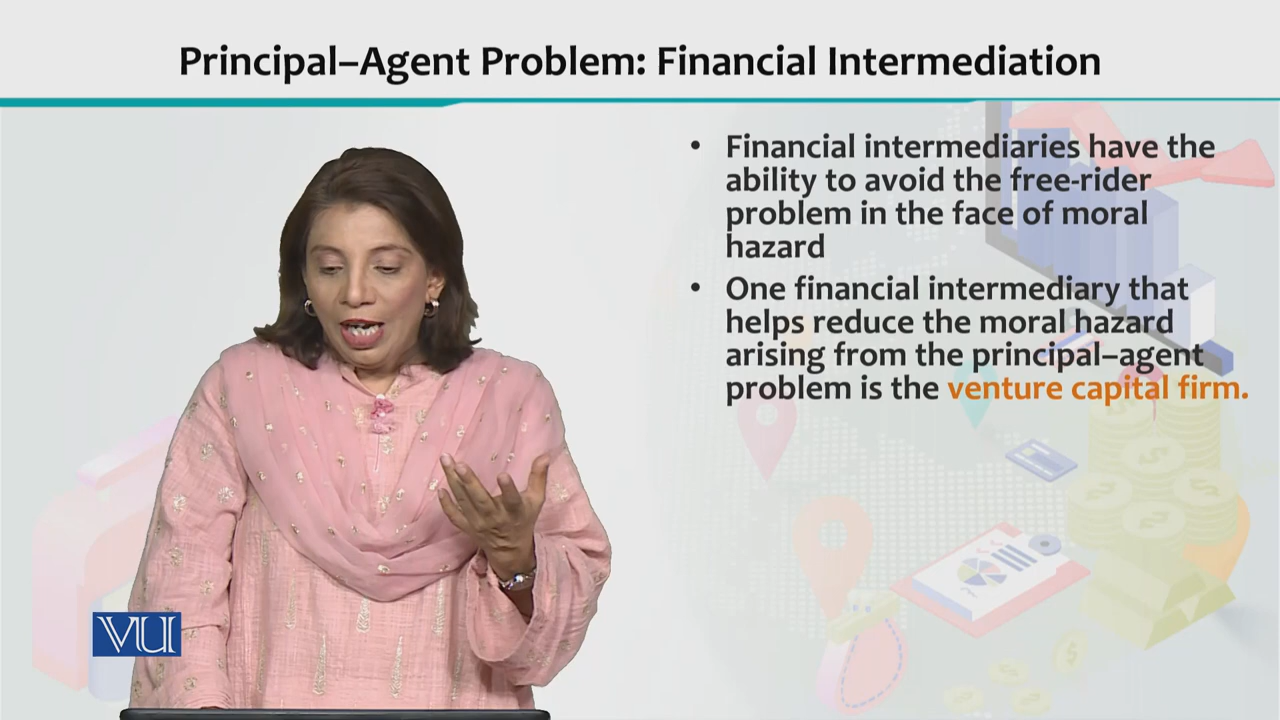 Principal–Agent Problem: Financial Intermediation
• Financial intermediaries have the
ability to avoid the free-rider
problem in the face of moral
hazard
• One financial intermediary that
helps reduce the moral hazard
arising from the principal–agent
problem is the venture capital firm.
VU